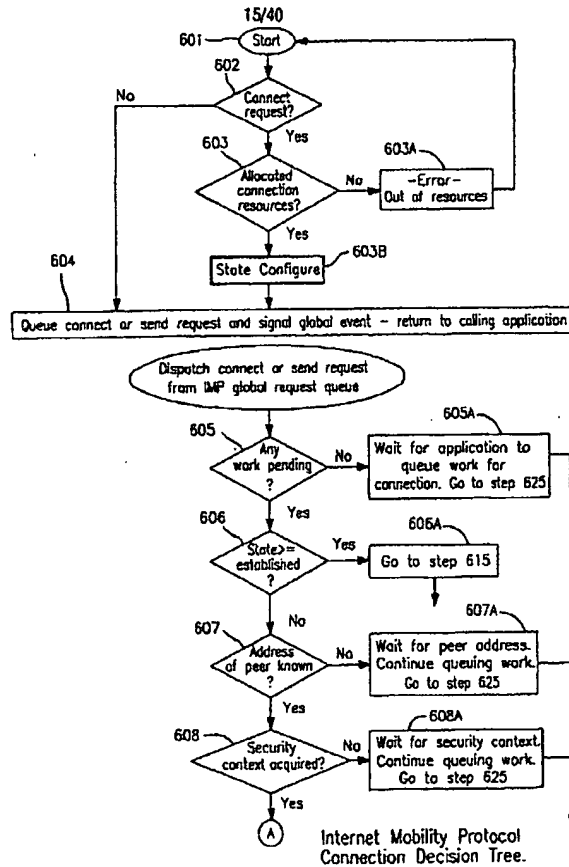 15/40
601
Start
602
No
Connect
request?
Yes
603
603A
Allocated
connection
resources?
No
-Error-
Out of resources
Yes
603B
State Configure
604
Queue connect or send request and signal global event - return to calling application
Dispatch connect or send request
from IMP global request queue
605
605A
Any
work pending
?
No
Wait for application to
queue work for
connection. Go to step 625
Yes
606
606A
State>=
established
?
Yes
Go to step 615
No
607
607A
Address
of peer known
?
No
Wait for peer address.
Continue queuing work.
Go to step 625
Yes
608
608A
Security
context acquired?
No
Wait for security context.
Continue queuing work.
Go to step 625
Yes
A
Internet Mobility Protocol
Connection Decision Tree.